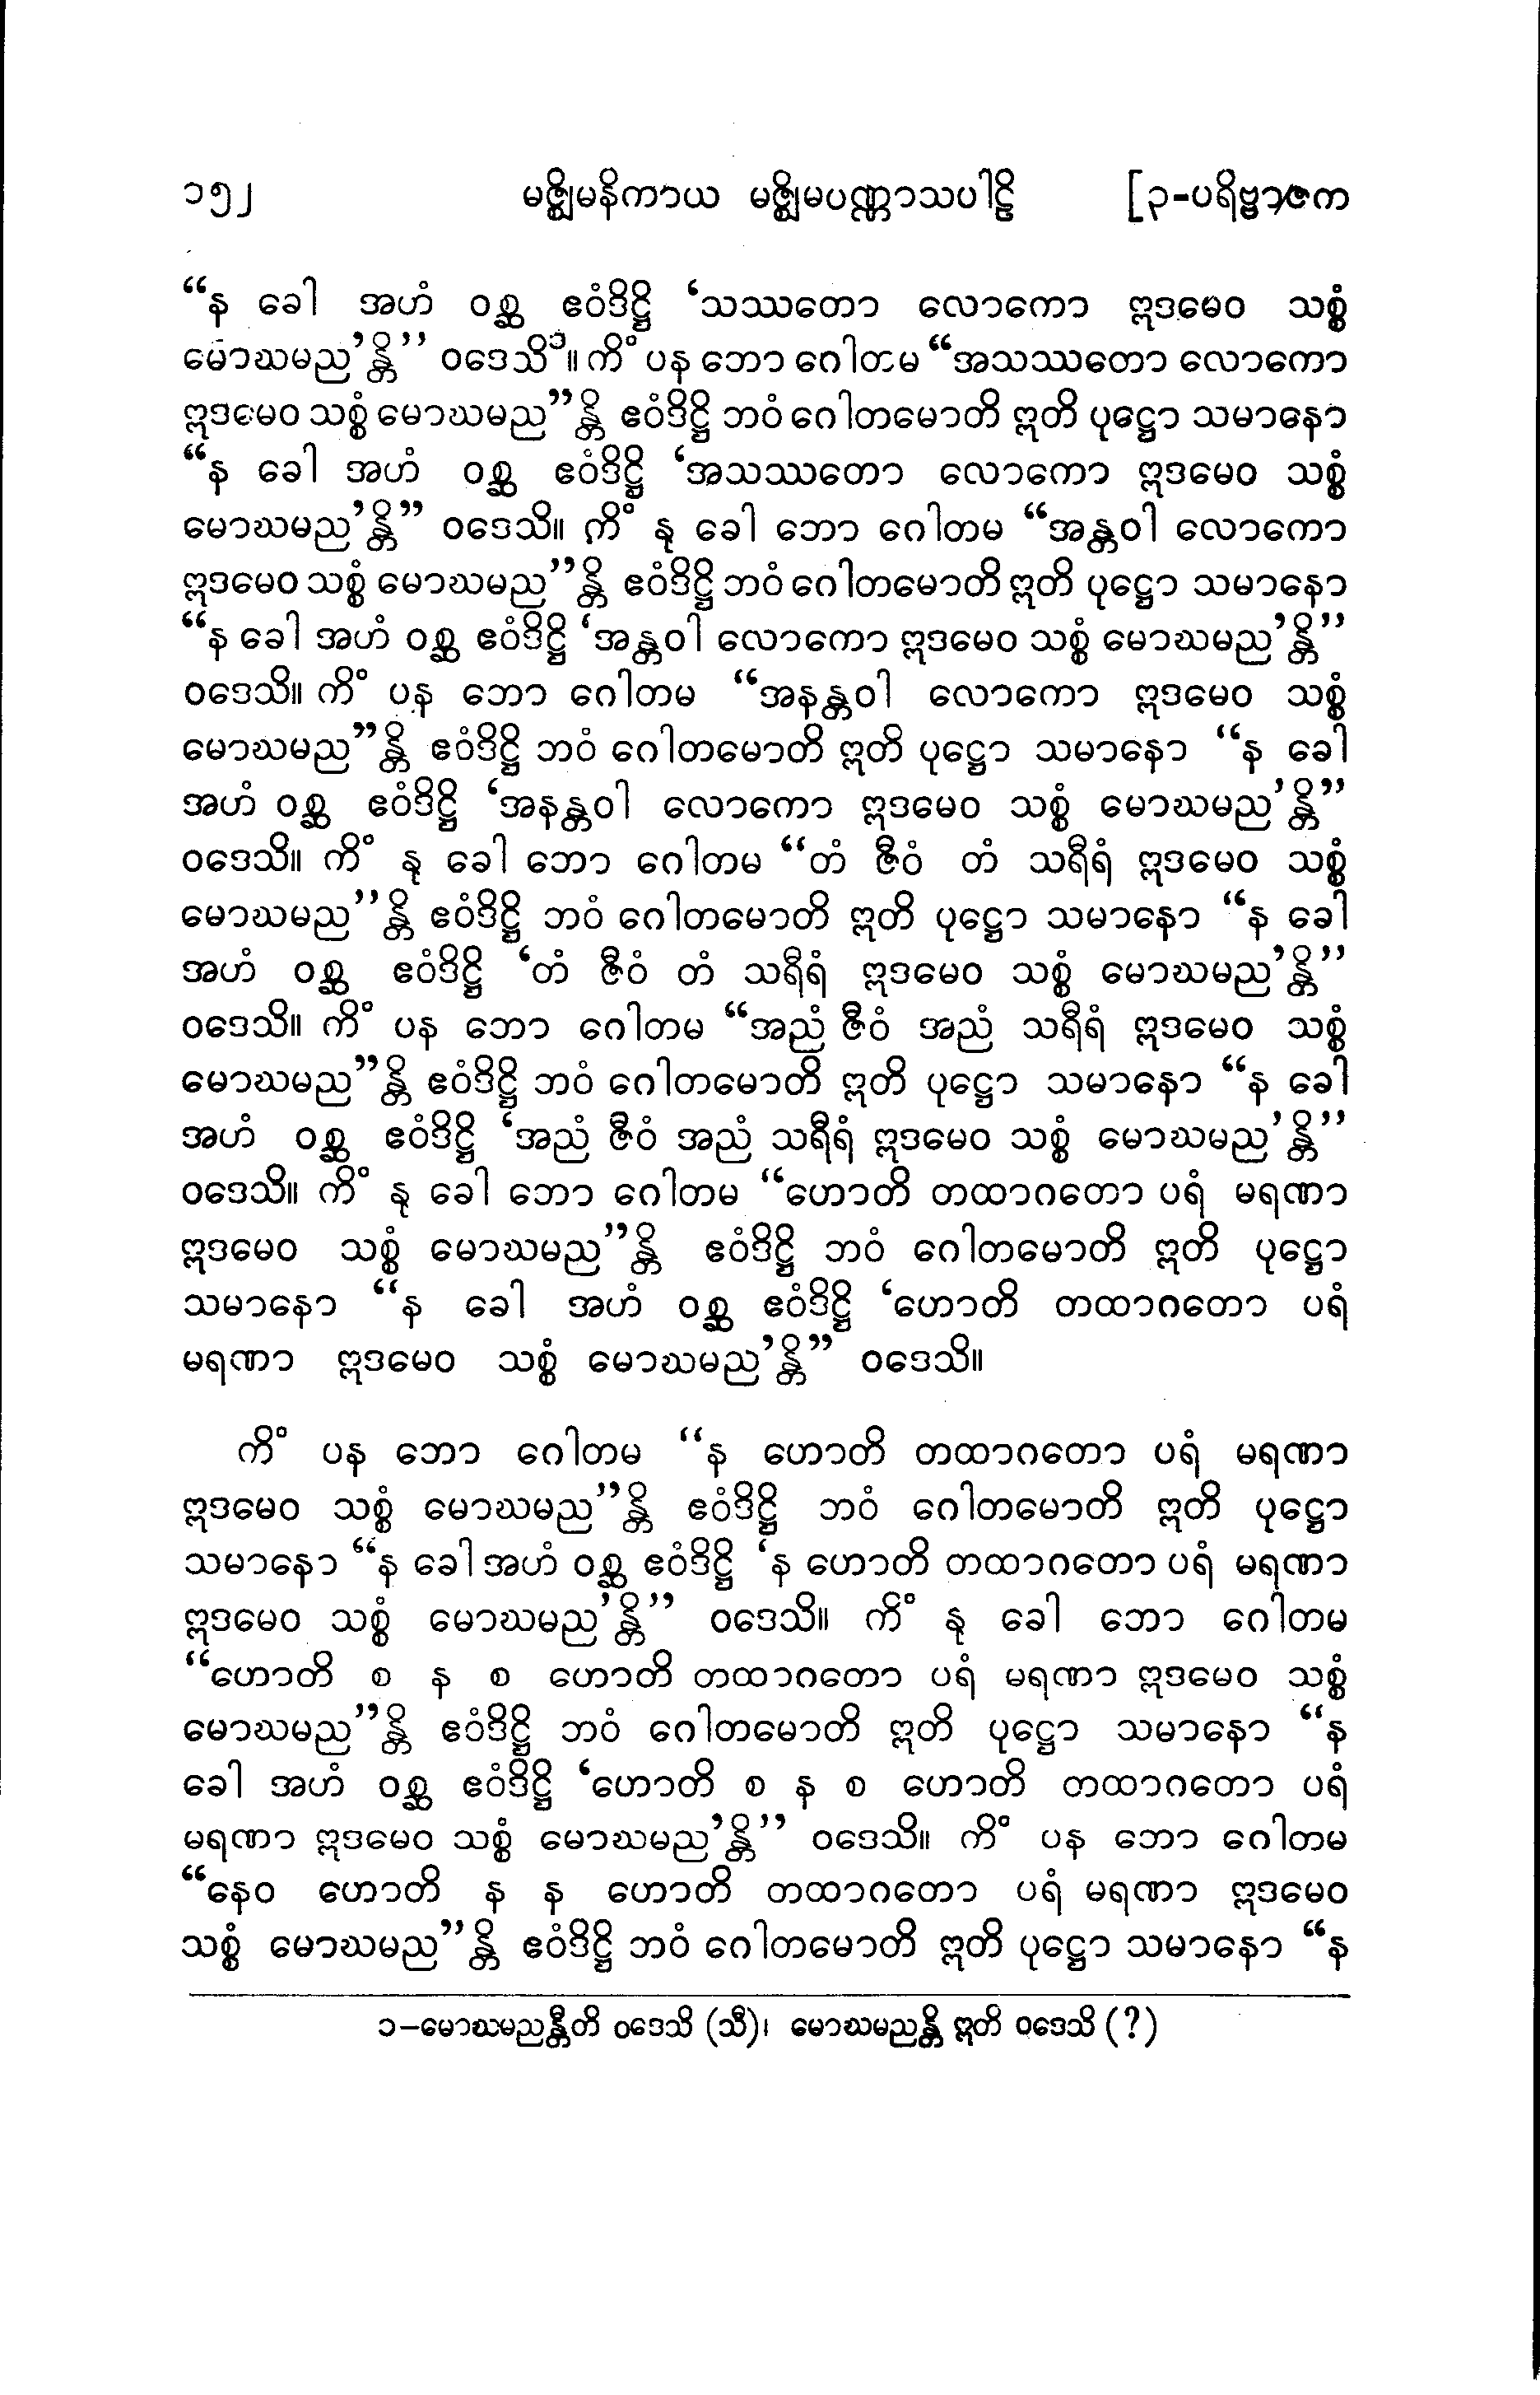 ၁၅၂ မဇ္ဈိမနိကာယ မဇ္ဈိမပဏ္ဏာသပါဠိ [၃-ပရိဗ္ဗာဇက
“န ခေါ အဟံ ဝစ္ဆ ဧဝံဒိဋ္ဌိ ‘သဿတော လောကော ဣဒမေဝ သစ္စံ
မောဃမည’န္တိ” ဝဒေသိ၁။ ကိံ ပန ဘော ဂေါတမ “အသဿတော လောကော
ဣဒမေဝ သစ္စံ မောဃမည”န္တိ ဧဝံဒိဋ္ဌိ ဘဝံ ဂေါတမောတိ ဣတိ ပုဋ္ဌော သမာနော
“န ခေါ အဟံ ဝစ္ဆ ဧဝံဒိဋ္ဌိ ‘အသဿတော လောကော ဣဒမေဝ သစ္စံ
မောဃမည’န္တိ” ဝဒေသိ။ ကိံ နု ခေါ ဘော ဂေါတမ “အန္တဝါ လောကော
ဣဒမေဝ သစ္စံ မောဃမည”န္တိ ဧဝံဒိဋ္ဌိ ဘဝံ ဂေါတမောတိ ဣတိ ပုဋ္ဌော သမာနော
“န ခေါ အဟံ ဝစ္ဆ ဧဝံဒိဋ္ဌိ ‘အန္တဝါ လောကော ဣဒမေဝ သစ္စံ မောဃမည’န္တိ”
ဝဒေသိ။ ကိံ ပန ဘော ဂေါတမ “အနန္တဝါ လောကော ဣဒမေဝ သစ္စံ
မောဃမည”န္တိ ဧဝံဒိဋ္ဌိ ဘဝံ ဂေါတမောတိ ဣတိ ပုဋ္ဌော သမာနော “န ခေါ
အဟံ ဝစ္ဆ ဧဝံဒိဋ္ဌိ ‘အနန္တဝါ လောကော ဣဒမေဝ သစ္စံ မောဃမည’န္တိ”
ဝဒေသိ။ ကိံ နု ခေါ ဘော ဂေါတမ “တံ ဇီဝံ တံ သရီရံ ဣဒမေဝ သစ္စံ
မောဃမည”န္တိ ဧဝံဒိဋ္ဌိ ဘဝံ ဂေါတမောတိ ဣတိ ပုဋ္ဌော သမာနော “န ခေါ
အဟံ ဝစ္ဆ ဧဝံဒိဋ္ဌိ ‘တံ ဇီဝံ တံ သရီရံ ဣဒမေဝ သစ္စံ မောဃမည’န္တိ”
ဝဒေသိ။ ကိံ ပန ဘော ဂေါတမ “အညံ ဇီဝံ အညံ သရီရံ ဣဒမေဝ သစ္စံ
မောဃမည”န္တိ ဧဝံဒိဋ္ဌိ ဘဝံ ဂေါတမောတိ ဣတိ ပုဋ္ဌော သမာနော “န ခေါ
အဟံ ဝစ္ဆ ဧဝံဒိဋ္ဌိ ‘အညံ ဇီဝံ အညံ သရီရံ ဣဒမေဝ သစ္စံ မောဃမည’န္တိ”
ဝဒေသိ။ ကိံ နု ခေါ ဘော ဂေါတမ “ဟောတိ တထာဂတော ပရံ မရဏာ
ဣဒမေဝ သစ္စံ မောဃမည”န္တိ ဧဝံဒိဋ္ဌိ ဘဝံ ဂေါတမောတိ ဣတိ ပုဋ္ဌော
သမာနော “န ခေါ အဟံ ဝစ္ဆ ဧဝံဒိဋ္ဌိ ‘ဟောတိ တထာဂတော ပရံ
မရဏာ ဣဒမေဝ သစ္စံ မောဃမည’န္တိ” ဝဒေသိ။
ကိံ ပန ဘော ဂေါတမ “န ဟောတိ တထာဂတော ပရံ မရဏာ
ဣဒမေဝ သစ္စံ မောဃမည”န္တိ ဧဝံဒိဋ္ဌိ ဘဝံ ဂေါတမောတိ ဣတိ ပုဋ္ဌော
သမာနော “န ခေါ အဟံ ဝစ္ဆ ဧဝံဒိဋ္ဌိ ‘န ဟောတိ တထာဂတော ပရံ မရဏာ
ဣဒမေဝ သစ္စံ မောဃမည’န္တိ” ဝဒေသိ။ ကိံ နု ခေါ ဘော ဂေါတမ
“ဟောတိ စ န စ ဟောတိ တထာဂတော ပရံ မရဏာ ဣဒမေဝ သစ္စံ
မောဃမည”န္တိ ဧဝံဒိဋ္ဌိ ဘဝံ ဂေါတမောတိ ဣတိ ပုဋ္ဌော သမာနော “န
ခေါ အဟံ ဝစ္ဆ ဧဝံဒိဋ္ဌိ ‘ဟောတိ စ န စ ဟောတိ တထာဂတော ပရံ
မရဏာ ဣဒမေဝ သစ္စံ မောဃမည’န္တိ” ဝဒေသိ။ ကိံ ပန ဘော ဂေါတမ
“နေဝ ဟောတိ န န ဟောတိ တထာဂတော ပရံ မရဏာ ဣဒမေဝ
သစ္စံ မောဃမည”န္တိ ဧဝံဒိဋ္ဌိ ဘဝံ ဂေါတမောတိ ဣတိ ပုဋ္ဌော သမာနော “န
၁–မောဃမညန္တီတိ ဝဒေသိ (သီ)၊ မောဃမညန္တိ ဣတိ ဝဒေသိ (?)